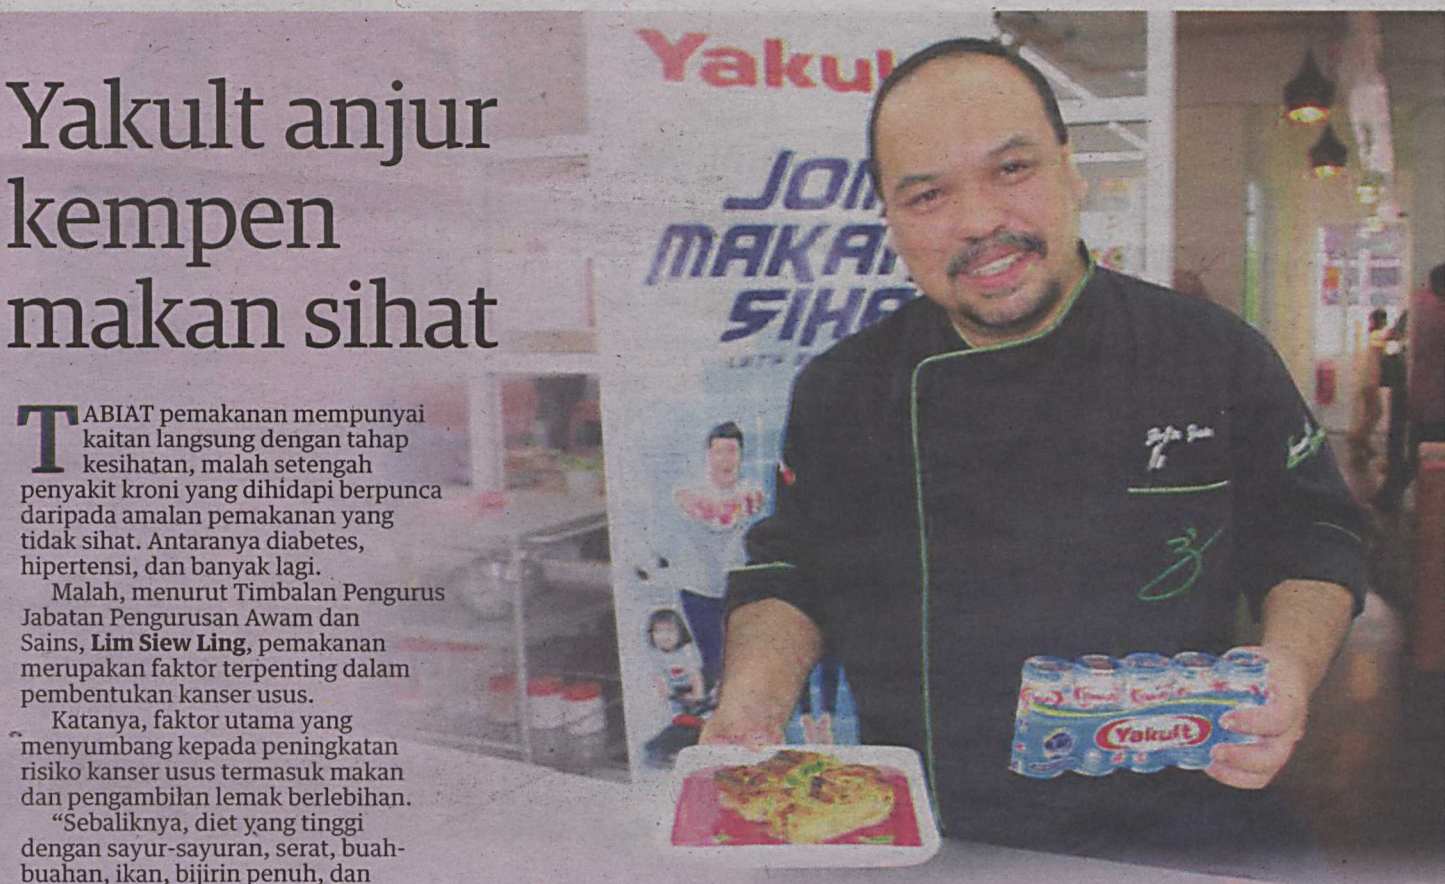 Yakult anjur
kempen
makan sihat
TABIAT pemakanan mempunyai
kaitan langsung dengan tahap
kesihatan, malah setengah
penyakit kroni yang dihidapi berpunca
daripada amalan pemakanan yang
tidak sihat. Antaranya diabetes,
hipertensi, dan banyak lagi.
Malah, menurut Timbalan Pengurus
Jabatan Pengurusan Awam dan
Sains, Lim Siew Ling, pemakanan
merupakan faktor terpenting dalam
pembentukan kanser usus.
Katanya, faktor utama yang
menyumbang kepada peningkatan
risiko kanser usus termasuk makan
dan pengambilan lemak berlebihan.
“Sebaliknya, diet yang tinggi
dengan sayur-sayuran, serat, buah-
buahan, ikan, bijirin penuh, dan
Yakul
JOM
MAKAN
SIHA
Yakult